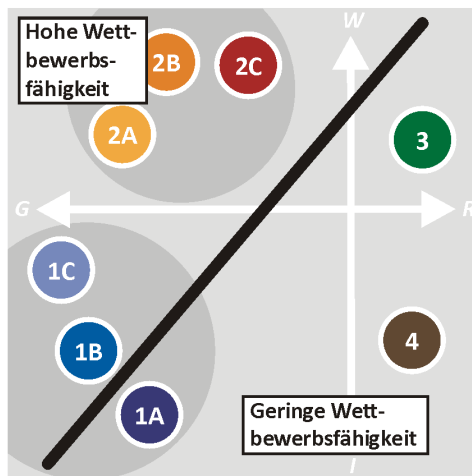 W
Hohe Wett-
bewerbs-
fähigkeit
2B
2C
2A
3
G
R
1C
1B
4
1A
Geringe Wett-
bewerbsfähigkeit
I